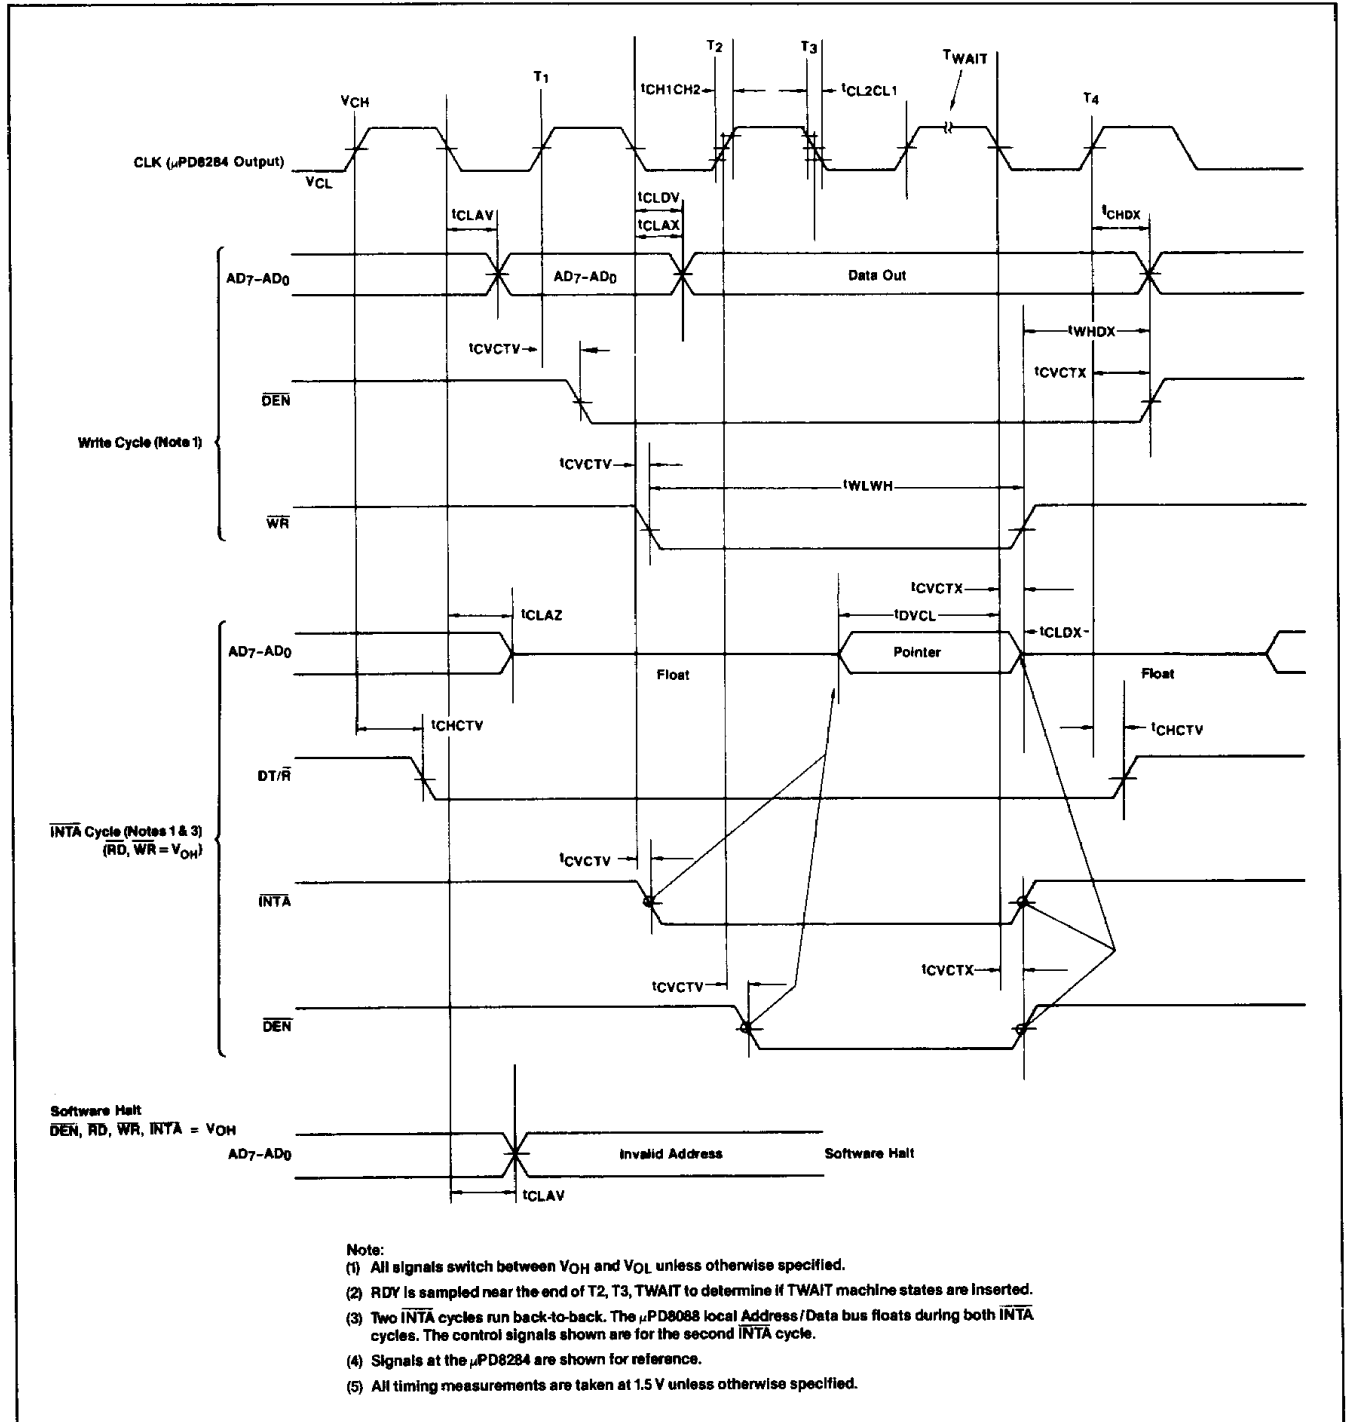 T2
T3
TWAIT
T1
tCH1CH2
tCL2CL1
VCH
T4
CLK (μPD8284 Output)
VCL
tCLAV
tCLDV
tCLAX
tCHDX
AD7-AD0
AD7-AD0
Data Out
tWHDX
tCVCTV
tCVCTX
DEN
Write Cycle (Note 1)
tCVCTV
tWLWH
WR
tCVCTX
tCLAZ
tDVCL
tCLDX
AD7-AD0
Pointer
Float
Float
tCHCTV
tCHCTV
DT/R
INTA Cycle (Notes 1 & 3)
(RD, WR = VOH)
tCVCTV
INTA
tCVCTX
tCVCTV
DEN
Software Halt
DEN, RD, WR, INTA = VOH
AD7-AD0
Invalid Address
Software Halt
tCLAV
Note:
(1) All signals switch between VOH and VOL unless otherwise specified.
(2) RDY is sampled near the end of T2, T3, TWAIT to determine if TWAIT machine states are inserted.
(3) Two INTA cycles run back-to-back. The μPD8088 local Address/Data bus floats during both INTA
cycles. The control signals shown are for the second INTA cycle.
(4) Signals at the μPD8284 are shown for reference.
(5) All timing measurements are taken at 1.5 V unless otherwise specified.